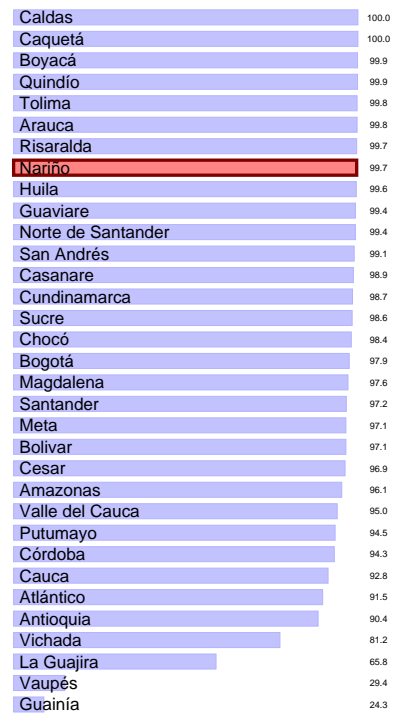 Caldas 100.0
Caquetá 100.0
Boyacá 99.9
Quindío 99.9
Tolima 99.8
Arauca 99.8
Risaralda 99.7
Nariño 99.7
Huila 99.6
Guaviare 99.4
Norte de Santander 99.4
San Andrés 99.1
Casanare 98.9
Cundinamarca 98.7
Sucre 98.6
Chocó 98.4
Bogotá 97.9
Magdalena 97.6
Santander 97.2
Meta 97.1
Bolivar 97.1
Cesar 96.9
Amazonas 96.1
Valle del Cauca 95.0
Putumayo 94.5
Córdoba 94.3
Cauca 92.8
Atlántico 91.5
Antioquia 90.4
Vichada 81.2
La Guajira 65.8
Vaupés 29.4
Guainía 24.3